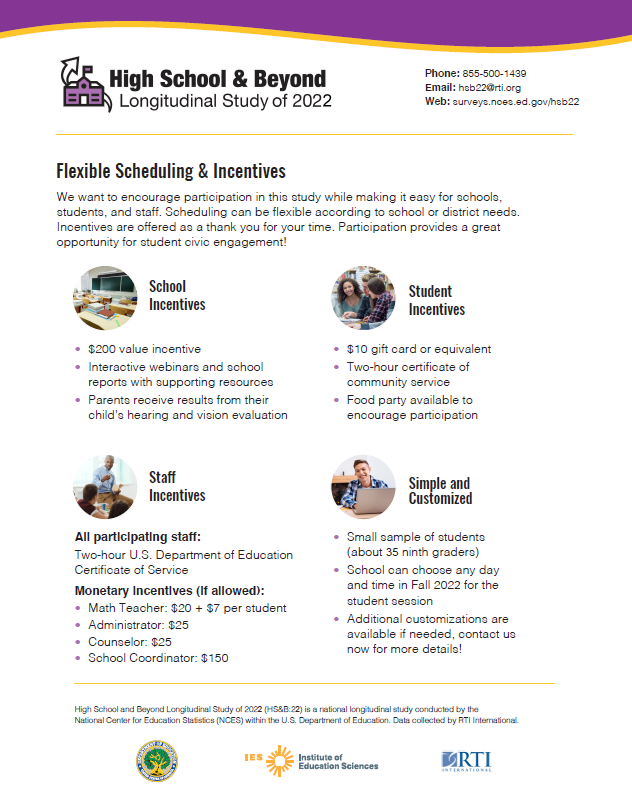 High School & Beyond
Longitudinal Study of 2022
Phone: 855-500-1439
Email: hsb22@rti.org
Web: surveys.nces.ed.gov/hsb22
Flexible Scheduling & Incentives
We want to encourage participation in this study while making it easy for schools,
students, and staff. Scheduling can be flexible according to school or district needs.
Incentives are offered as a thank you for your time. Participation provides a great
opportunity for student civic engagement!
School
Incentives
• $200 value incentive
• Interactive webinars and school
reports with supporting resources
• Parents receive results from their
child's hearing and vision evaluation
Student
Incentives
• $10 gift card or equivalent
• Two-hour certificate of
community service
• Food party available to
encourage participation
Staff
Incentives
All participating staff:
Two-hour U.S. Department of Education
Certificate of Service
Monetary incentives (if allowed):
• Math Teacher: $20 + $7 per student
• Administrator: $25
• Counselor: $25
• School Coordinator: $150
Simple and
Customized
• Small sample of students
(about 35 ninth graders)
• School can choose any day
and time in Fall 2022 for the
student session
• Additional customizations are
available if needed, contact us
now for more details!
High School and Beyond Longitudinal Study of 2022 (HS&B:22) is a national longitudinal study conducted by the
National Center for Education Statistics (NCES) within the U.S. Department of Education. Data collected by RTI International.
IES
Institute of
Education Sciences
RTI
INTERNATIONAL